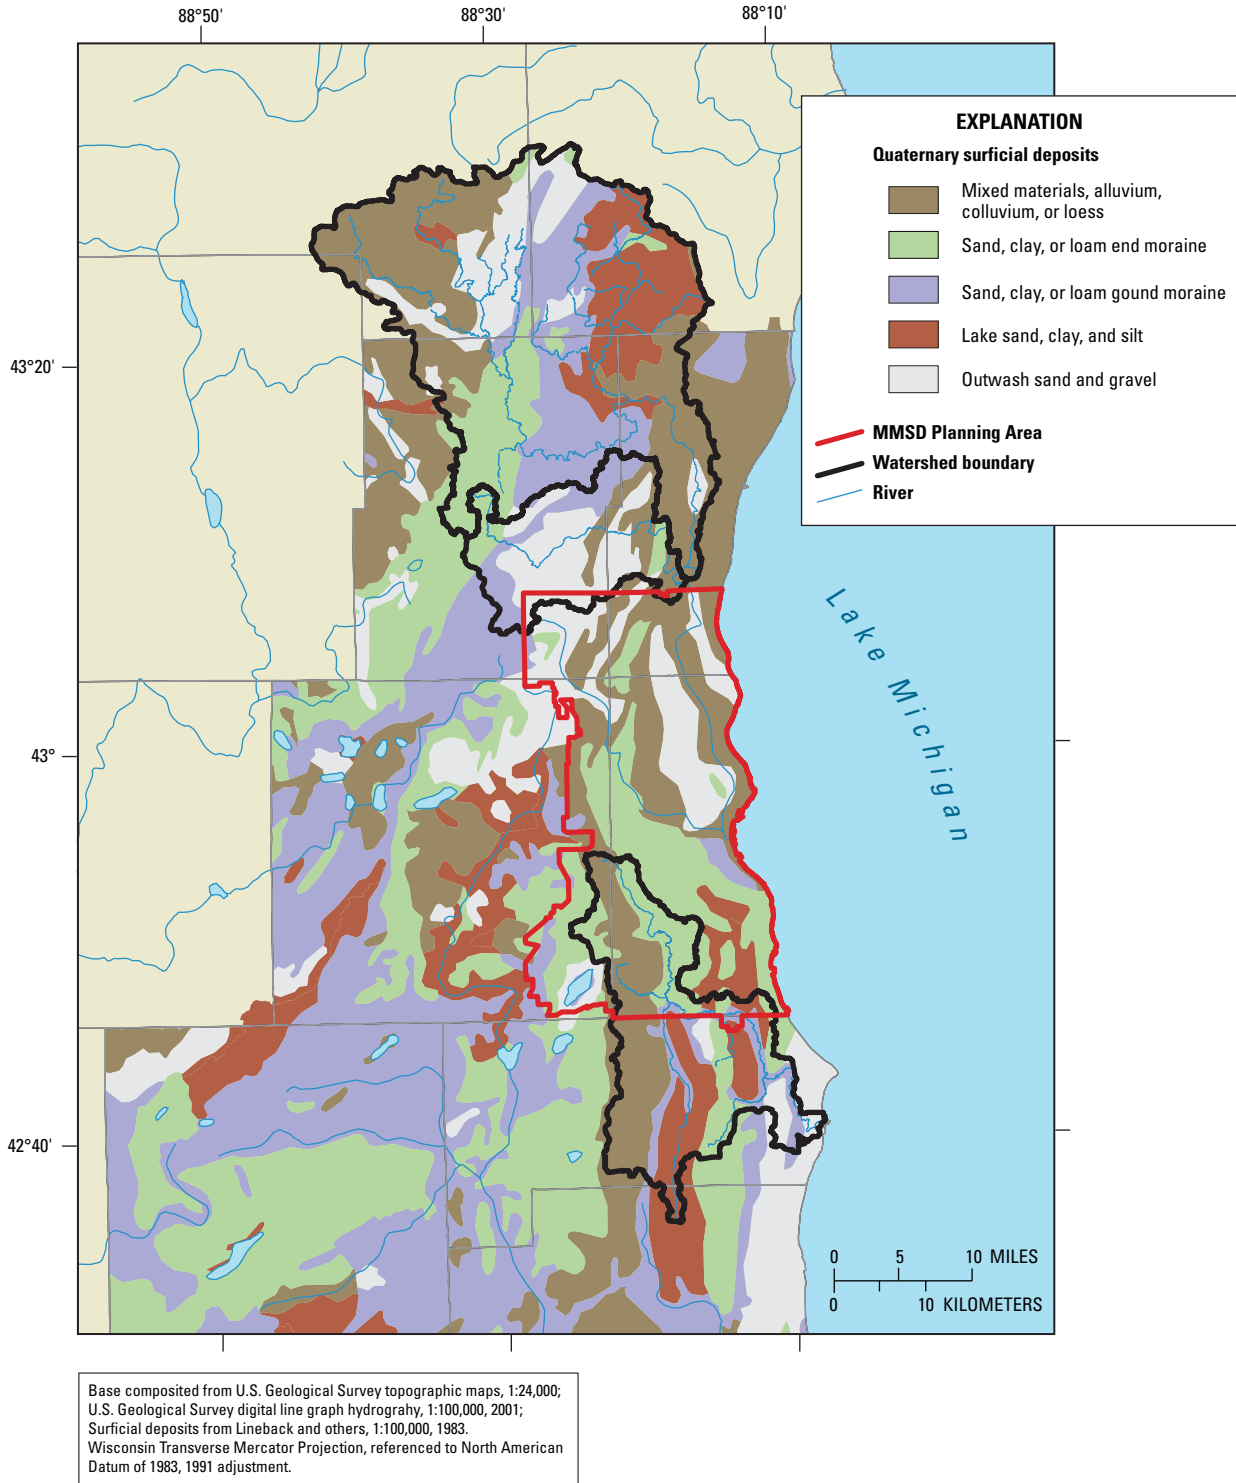 88°50'
88°30'
88°10'
EXPLANATION
Quaternary surficial deposits
Mixed materials, alluvium,
colluvium, or loess
Sand, clay, or loam end moraine
Sand, clay, or loam gound moraine
Lake sand, clay, and silt
Outwash sand and gravel
MMSD Planning Area
Watershed boundary
River
43°20'
Lake Michigan
43°
42°40'
0 5 10 MILES
0 10 KILOMETERS
Base composited from U.S. Geological Survey topographic maps, 1:24,000;
U.S. Geological Survey digital line graph hydrograhy, 1:100,000, 2001;
Surficial deposits from Lineback and others, 1:100,000, 1983.
Wisconsin Transverse Mercator Projection, referenced to North American
Datum of 1983, 1991 adjustment.